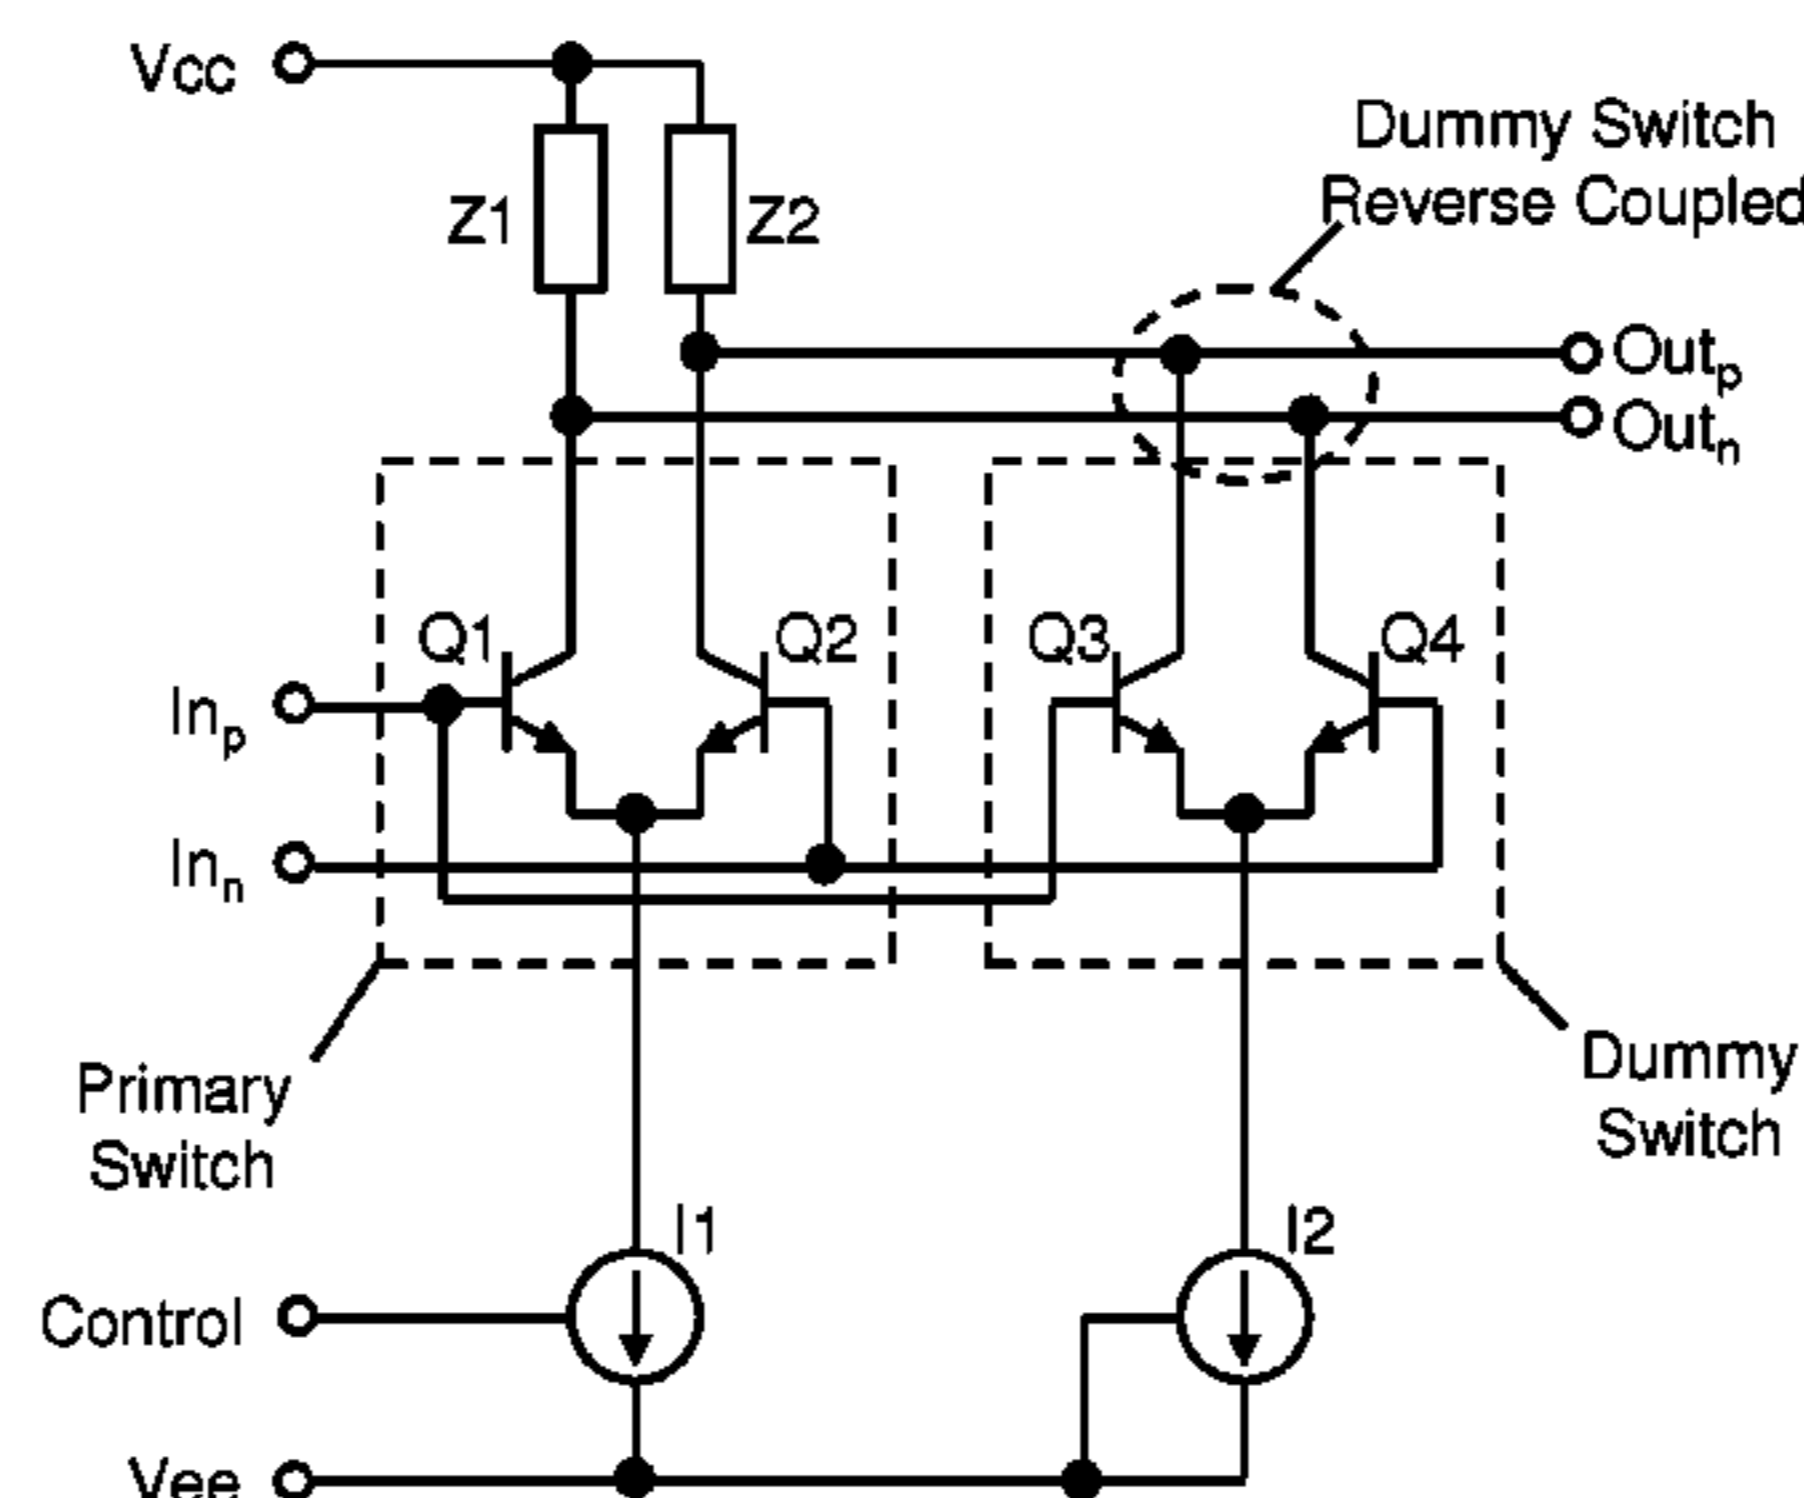 Vcc
Dummy Switch
Reverse Coupled
Z1
Z2
Outp
Outn
Q1
Q2
Q3
Q4
Inp
Inn
Primary
Switch
Dummy
Switch
I1
I2
Control
Vee